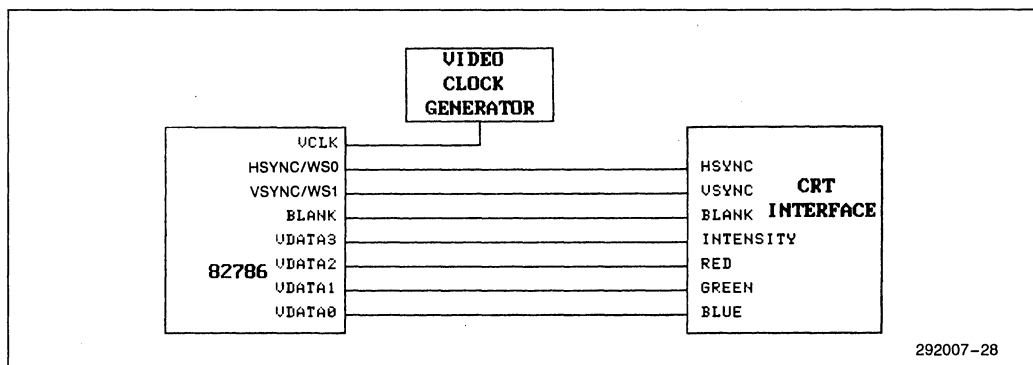 VIDEO
CLOCK
GENERATOR
VCLK
HSYNC/WS0
VSYNC/WS1
BLANK
VDATA3
VDATA2
VDATA1
VDATA0
82786
HSYNC
VSYNC
BLANK
INTENSITY
RED
GREEN
BLUE
CRT
INTERFACE
292007-28